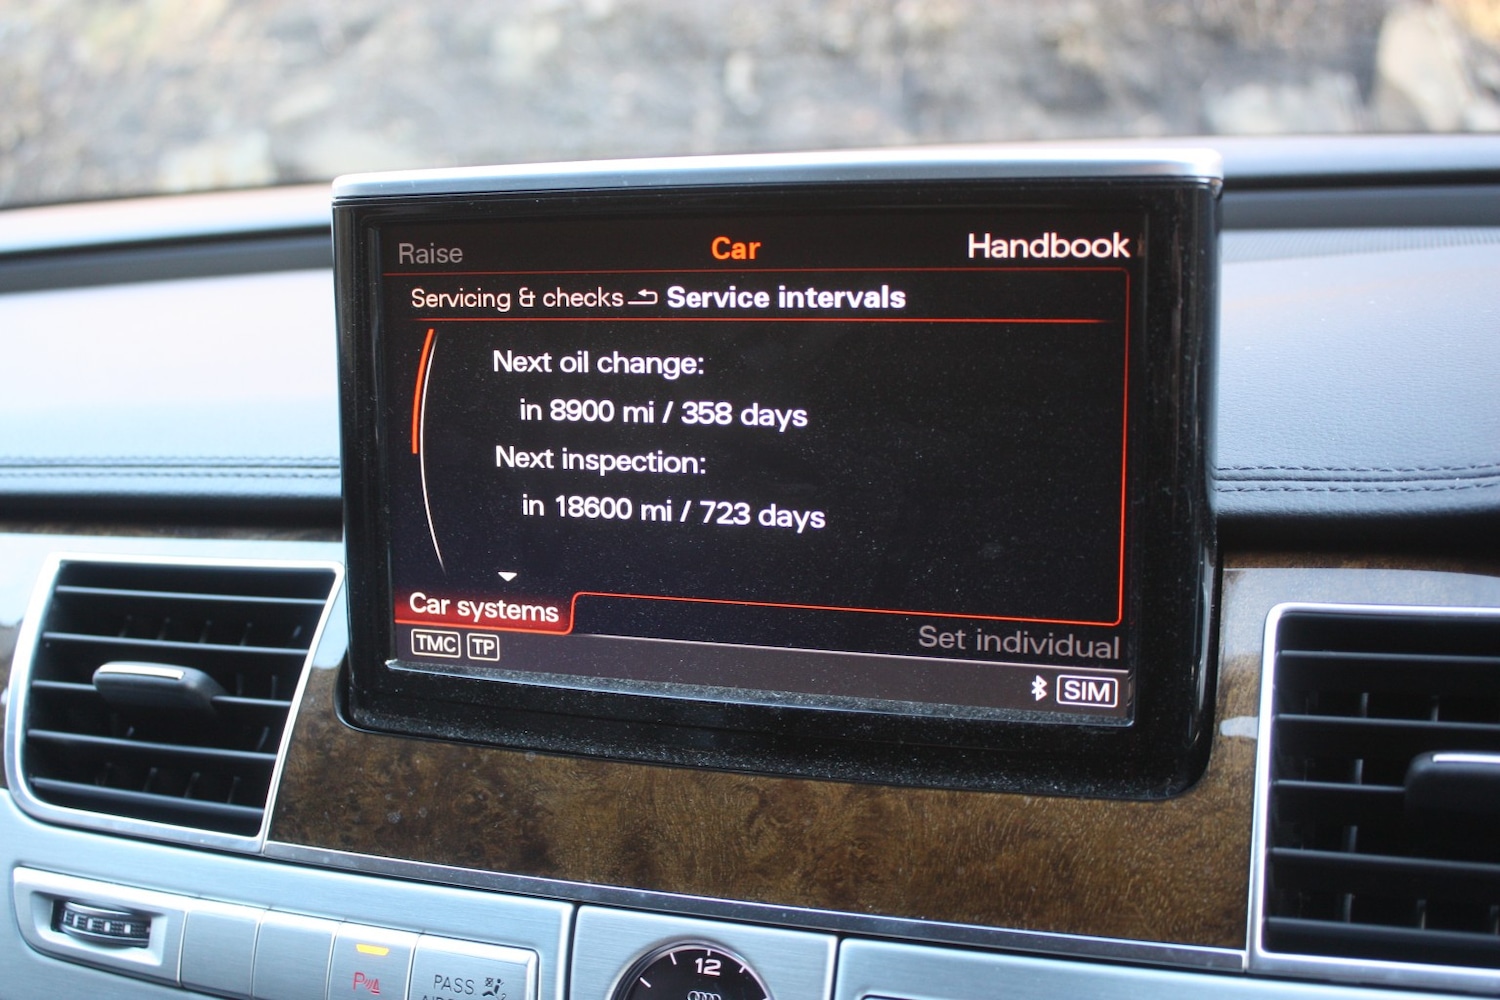 Raise Car Handbook
Servicing & checks Service intervals
Next oil change:
in 8900 mi / 358 days
Next inspection:
in 18600 mi / 723 days
Car systems
Set individual
TMC TP
SIM
12
P
PASS